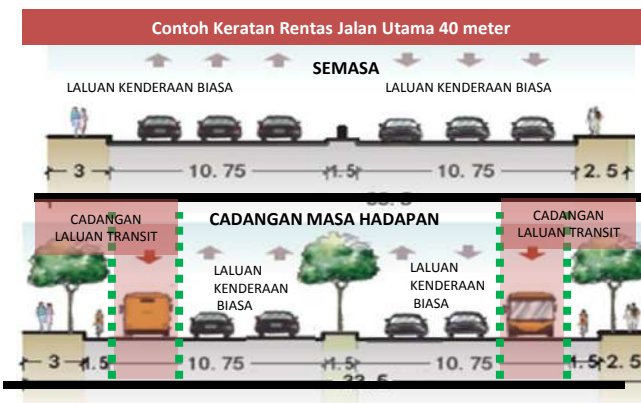 Contoh Keratan Rentas Jalan Utama 40 meter
SEMASA
LALUAN KENDERAAN BIASA
LALUAN KENDERAAN BIASA
3
10.75
1.5
10.75
2.5
CADANGAN
LALUAN TRANSIT
CADANGAN MASA HADAPAN
CADANGAN
LALUAN TRANSIT
LALUAN
KENDERAAN
BIASA
LALUAN
KENDERAAN
BIASA
3
1.5
10.75
1.5
10.75
1.5
2.5